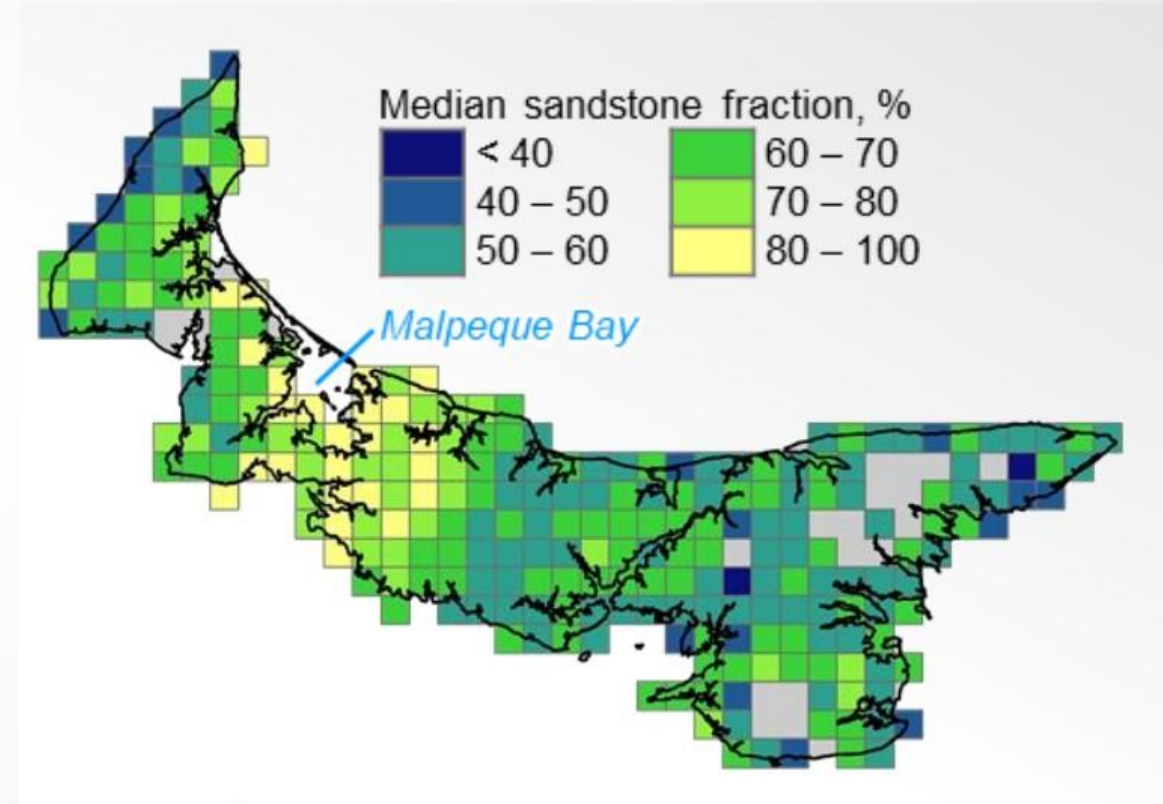 Median sandstone fraction, %
< 40
40 – 50
50 – 60
60 – 70
70 – 80
80 – 100
Malpeque Bay